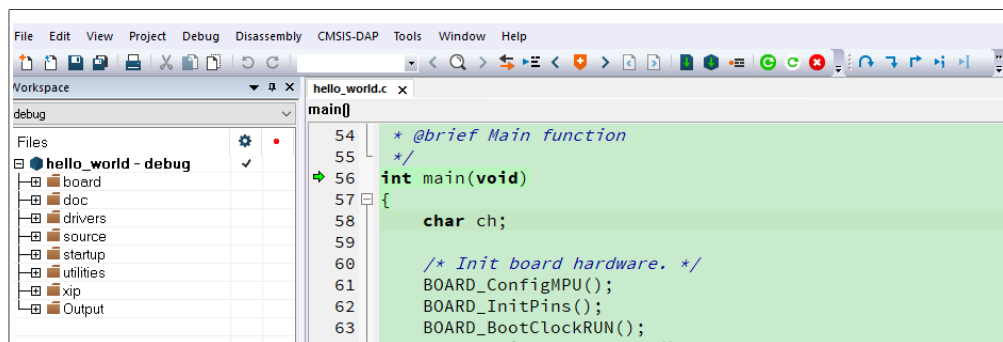 File Edit View Project Debug Disassembly CMSIS-DAP Tools Window Help
Workspace
hello_world.c x
debug
main()
Files
hello_world - debug
board
doc
drivers
source
startup
utilities
xip
Output
54 * @brief Main function
55 */
56 int main(void)
57 {
58 char ch;
59
60 /* Init board hardware. */
61 BOARD_ConfigMPU();
62 BOARD_InitPins();
63 BOARD_BootClockRUN();